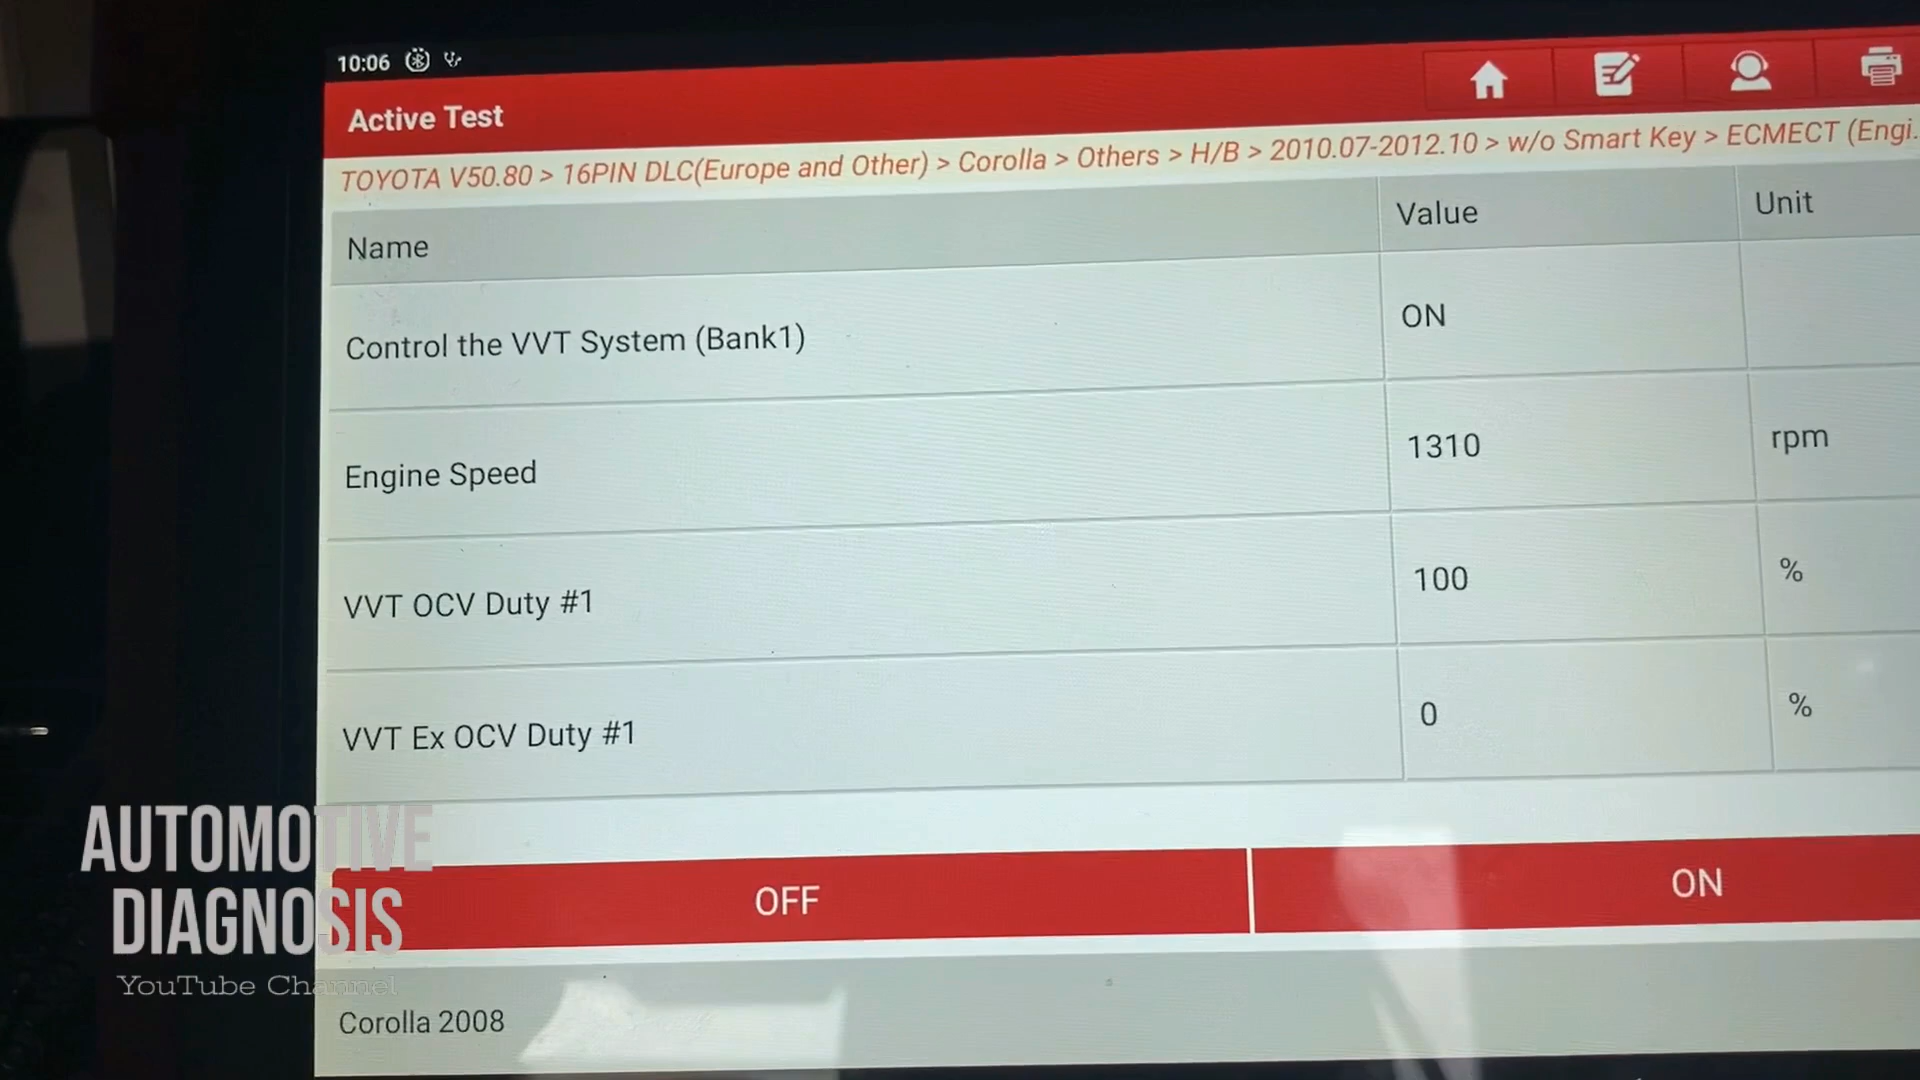 10:06
Active Test
TOYOTA V50.80 > 16PIN DLC(Europe and Other) > Corolla > Others > H/B > 2010.07-2012.10 > w/o Smart Key > ECMECT (Engi...
Name Value Unit
Control the VVT System (Bank1) ON
Engine Speed 1310 rpm
VVT OCV Duty #1 100 %
VVT Ex OCV Duty #1 0 %
OFF ON
Corolla 2008
AUTOMOTIVE
DIAGNOSIS
YouTube Channel